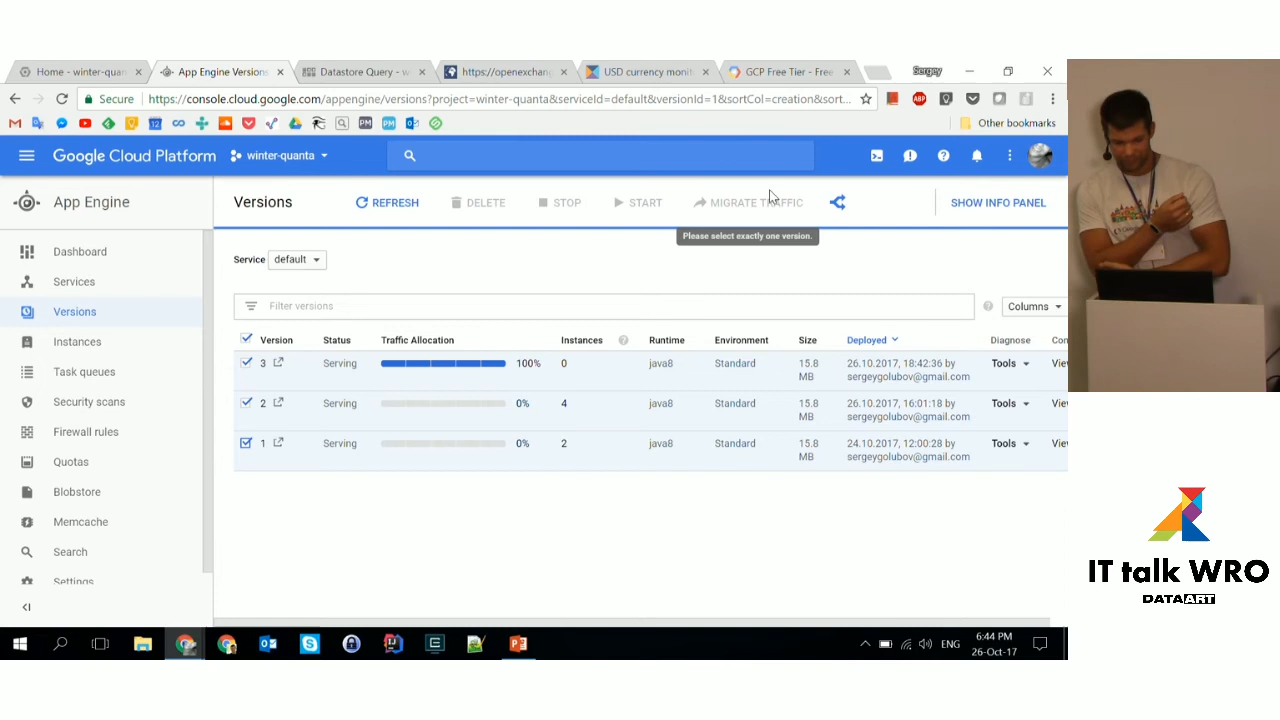 Home - winter-qua
App Engine Versions
Datastore Query - w
https://openexchan
USD currency moni
GCP Free Tier - Free
Sergey
Secure
https://console.cloud.google.com/appengine/versions?project=winter-quanta&serviceId=default&versionId=1&sortCol=creation&sort...
Other bookmarks
Google Cloud Platform
winter-quanta
App Engine
Versions
REFRESH
DELETE
STOP
START
MIGRATE TRAFFIC
SHOW INFO PANEL
Please select exactly one version.
Dashboard
Services
Versions
Instances
Task queues
Security scans
Firewall rules
Quotas
Blobstore
Memcache
Search
Settings
Service
default
Filter versions
Columns
Version Status Traffic Allocation Instances Runtime Environment Size Deployed Diagnose Con
3 Serving 100% 0 java8 Standard 15.8 MB 26.10.2017, 18:42:36 by sergeygolubov@gmail.com Tools Vie
2 Serving 0% 4 java8 Standard 15.8 MB 26.10.2017, 16:01:18 by sergeygolubov@gmail.com Tools Vie
1 Serving 0% 2 java8 Standard 15.8 MB 24.10.2017, 12:00:28 by sergeygolubov@gmail.com Tools Vie
ENG
6:44 PM
26-Oct-17
IT talk WRO
DATAART